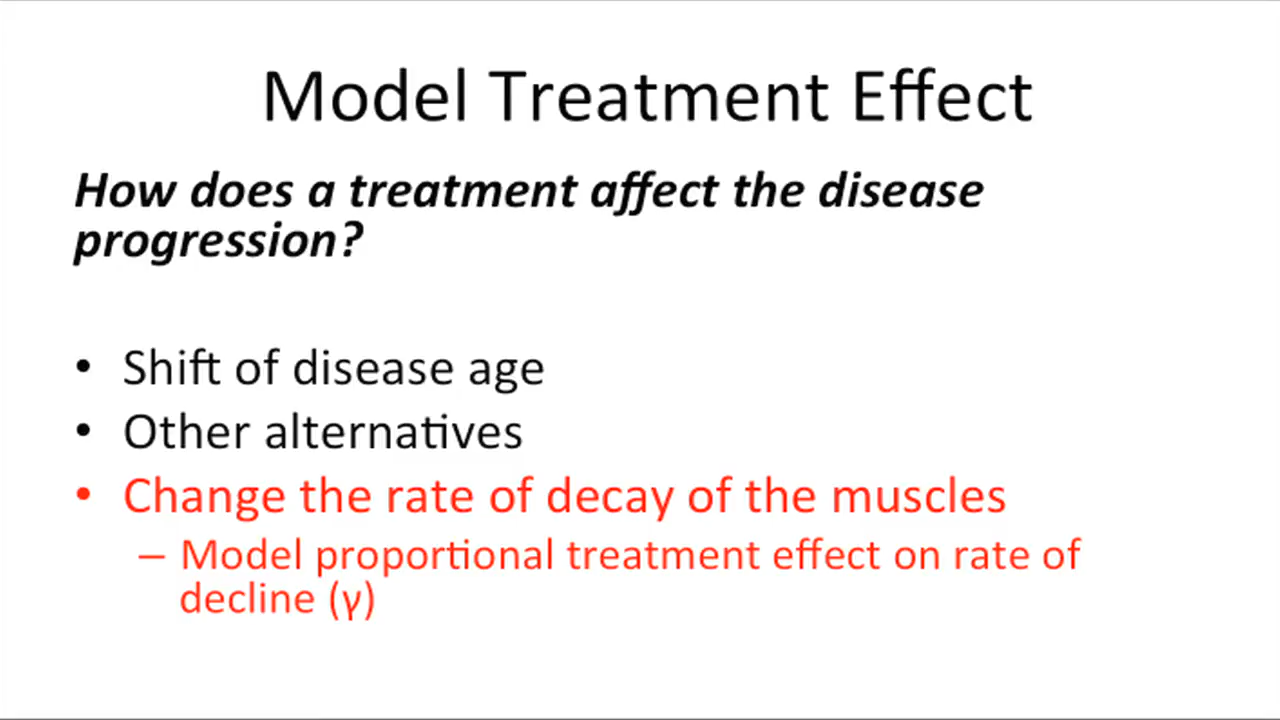 Model Treatment Effect
How does a treatment affect the disease
progression?
• Shift of disease age
• Other alternatives
• Change the rate of decay of the muscles
– Model proportional treatment effect on rate of
decline (γ)